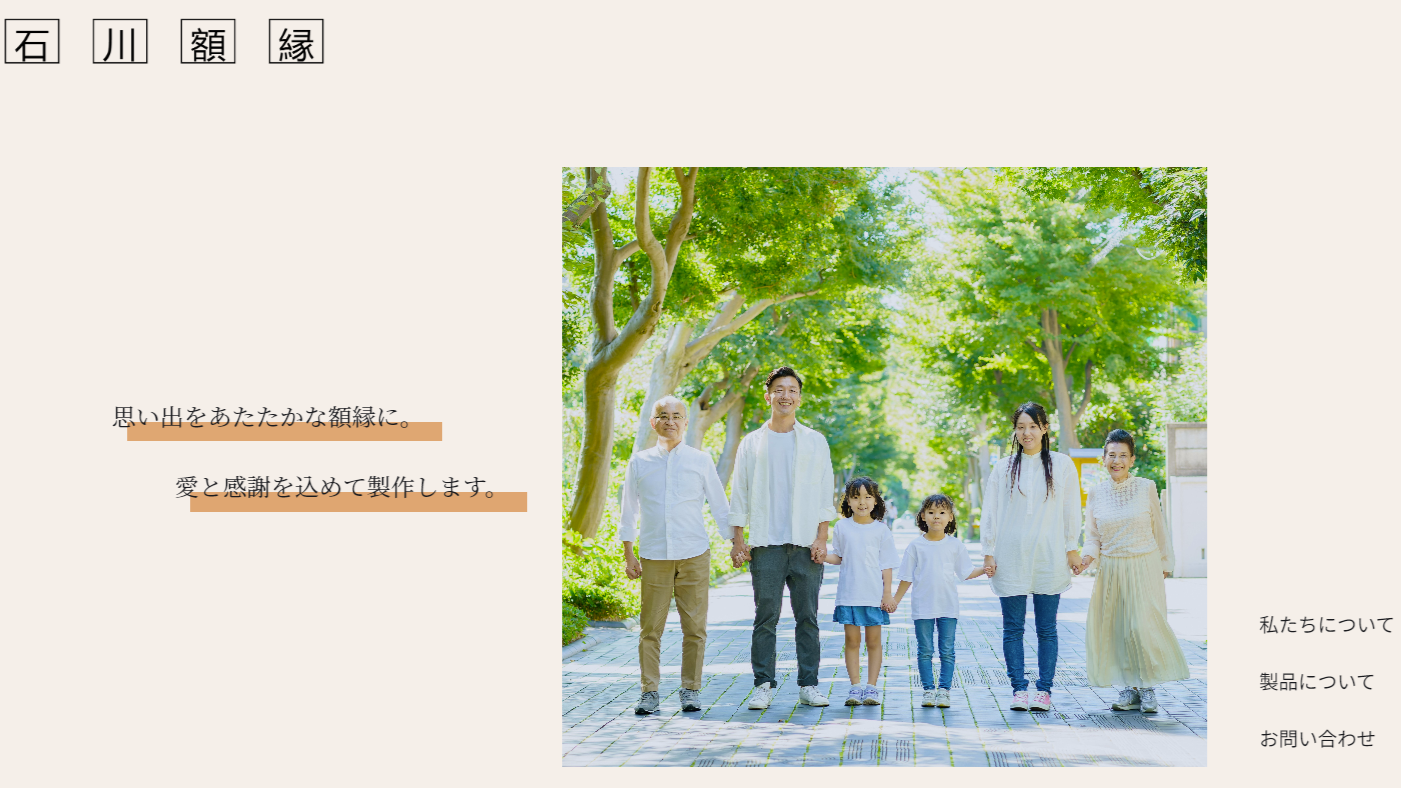 石川額縁
思い出をあたたかな額縁に。
愛と感謝を込めて製作します。
私たちについて
製品について
お問い合わせ